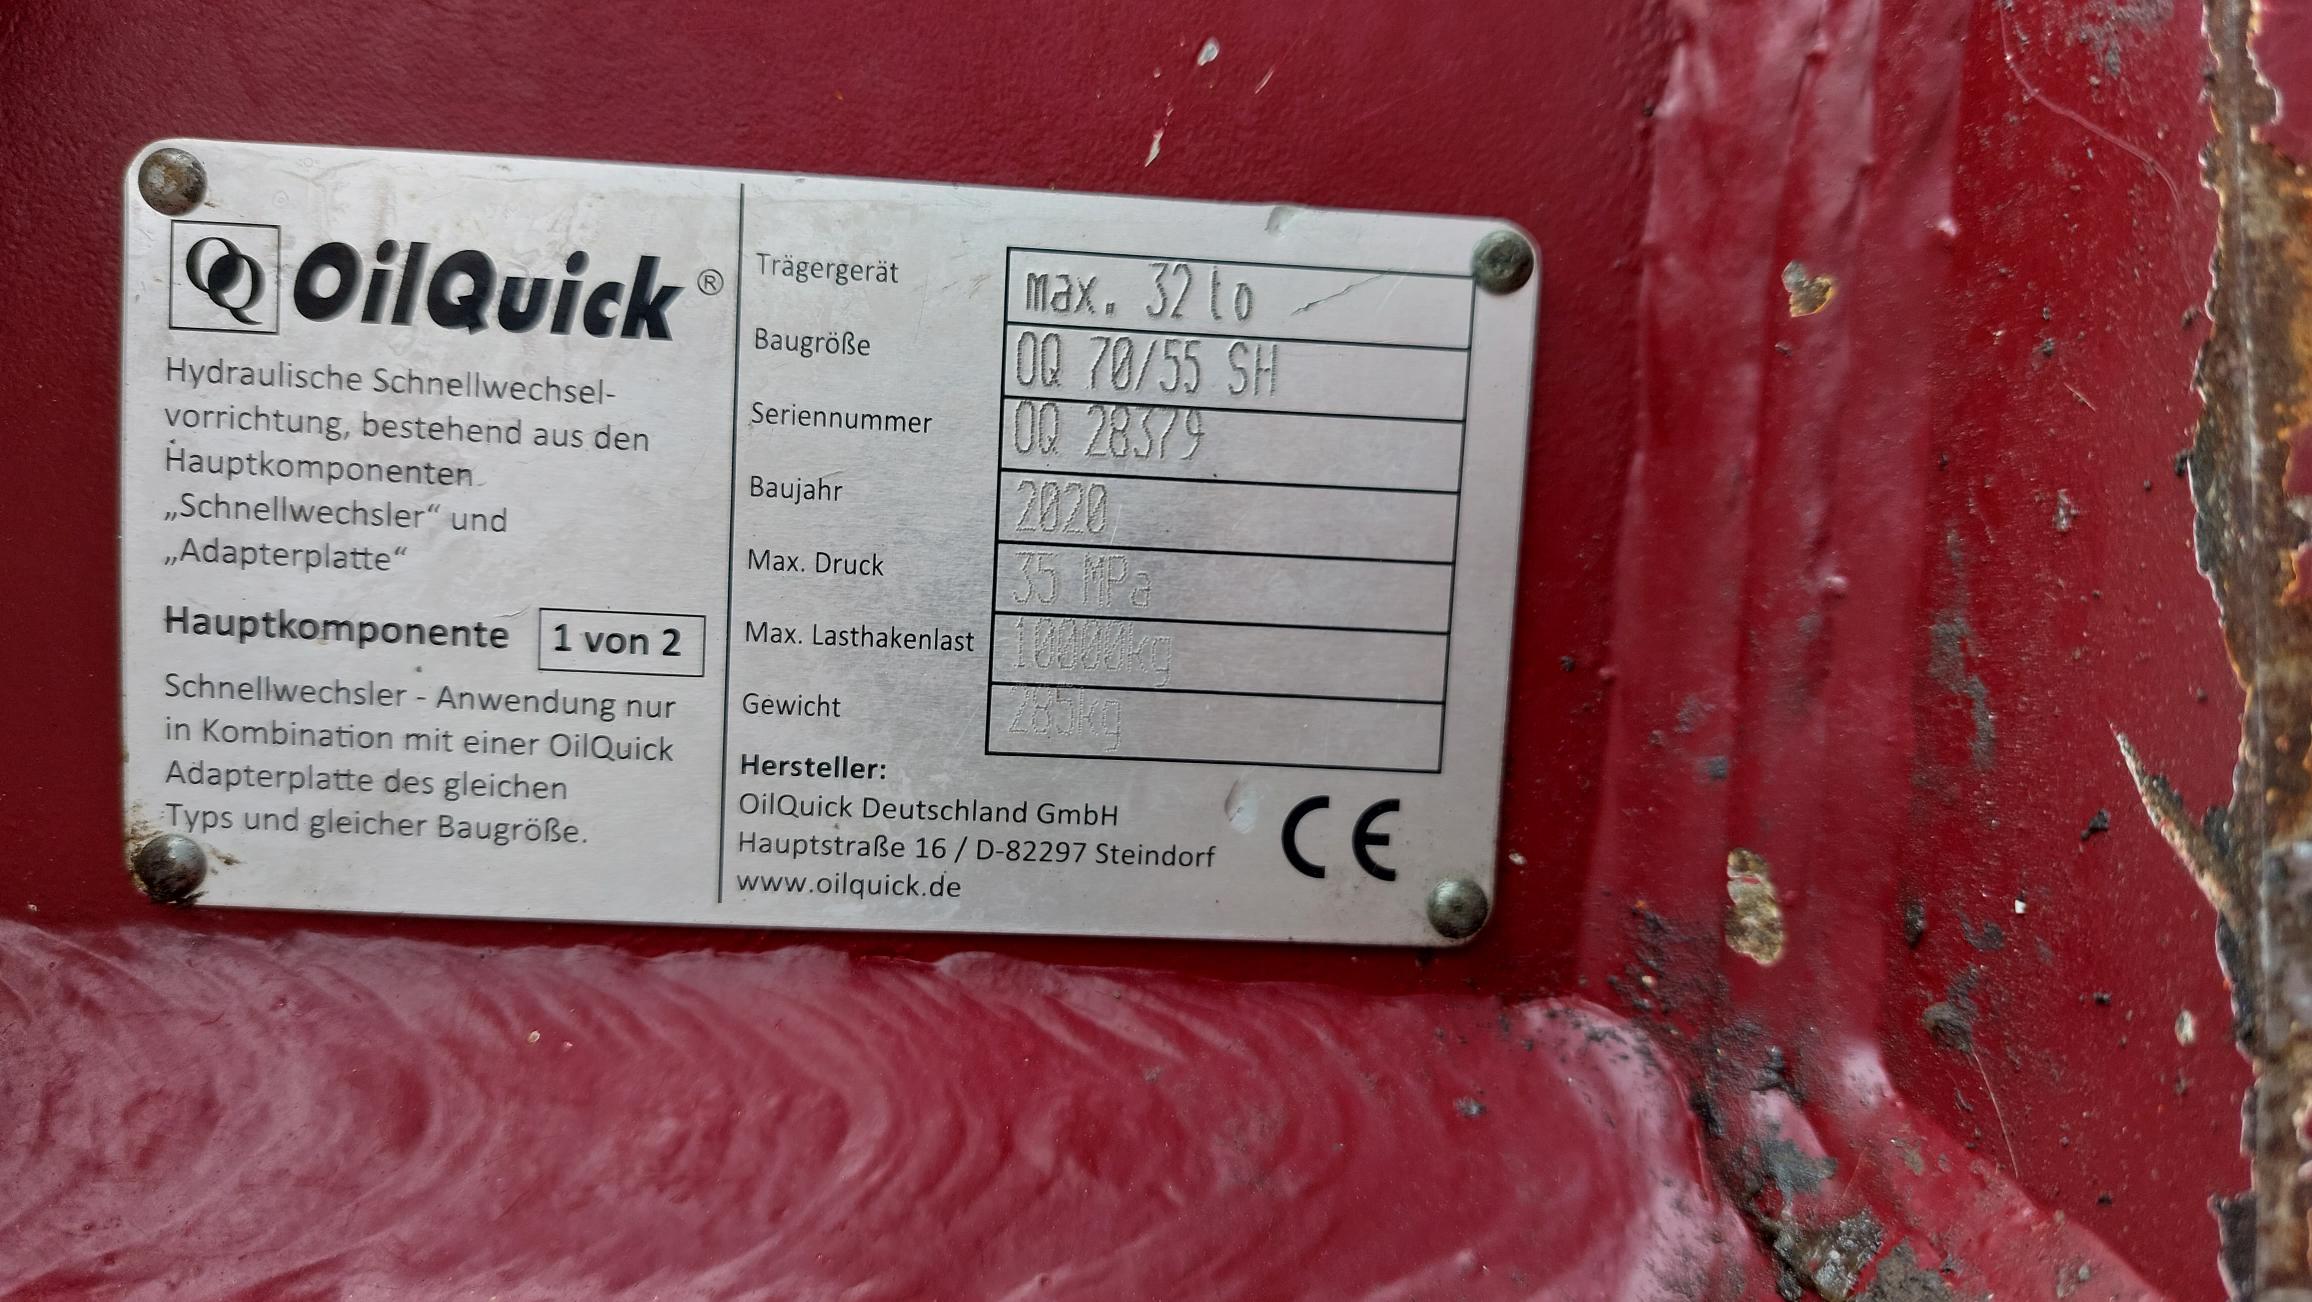 OilQuick®
Hydraulische Schnellwechsel-
vorrichtung, bestehend aus den
Hauptkomponenten
„Schnellwechsler“ und
„Adapterplatte“
Hauptkomponente 1 von 2
Schnellwechsler - Anwendung nur
in Kombination mit einer OilQuick
Adapterplatte des gleichen
Typs und gleicher Baugröße.
Trägergerät max. 32 to
Baugröße OQ 70/55 SH
Seriennummer OQ 28379
Baujahr 2020
Max. Druck 35 MPa
Max. Lasthakenlast 10000kg
Gewicht 285kg
Hersteller:
OilQuick Deutschland GmbH
Hauptstraße 16 / D-82297 Steindorf
www.oilquick.de
CE